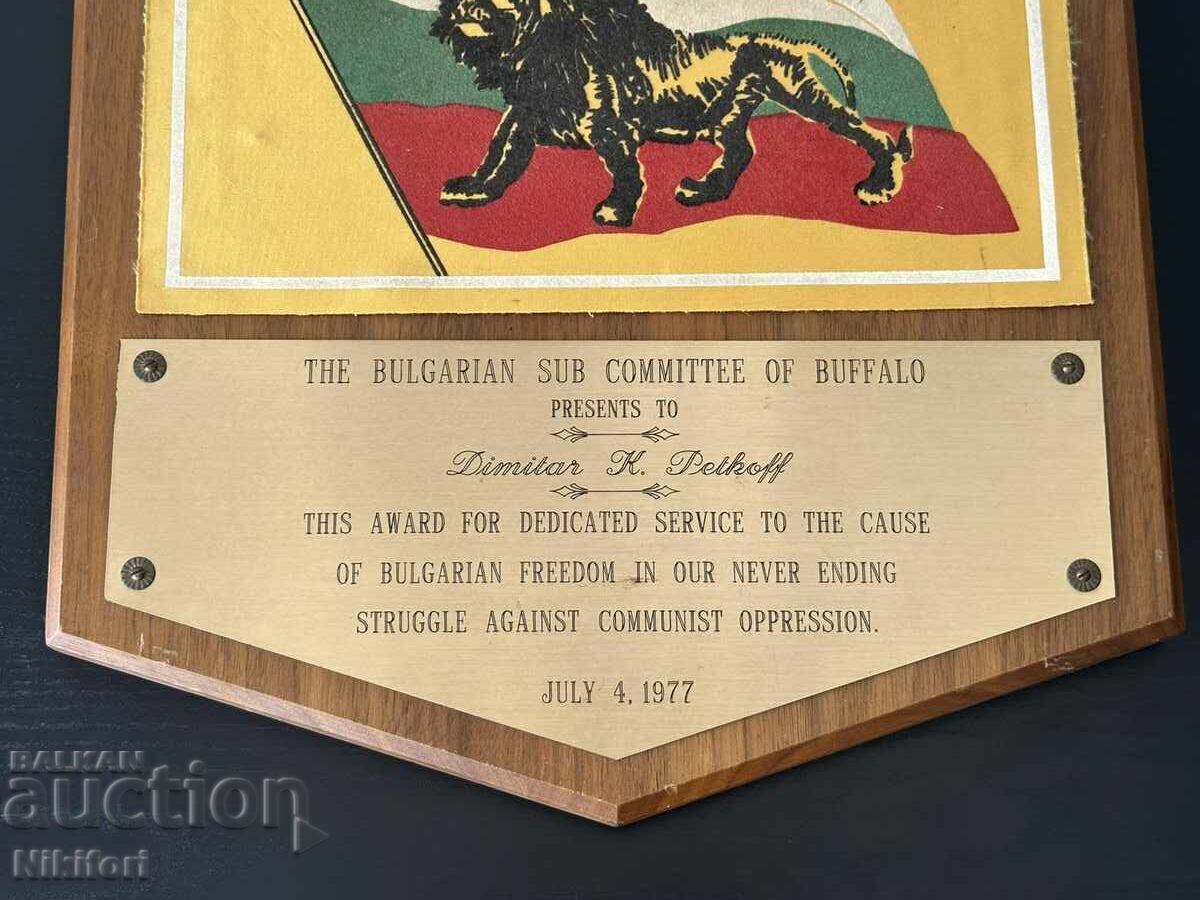 THE BULGARIAN SUB COMMITTEE OF BUFFALO
PRESENTS TO
Dimitar K. Petkoff
THIS AWARD FOR DEDICATED SERVICE TO THE CAUSE
OF BULGARIAN FREEDOM IN OUR NEVER ENDING
STRUGGLE AGAINST COMMUNIST OPPRESSION.
JULY 4, 1977
BALKAN
auction
Nikifori